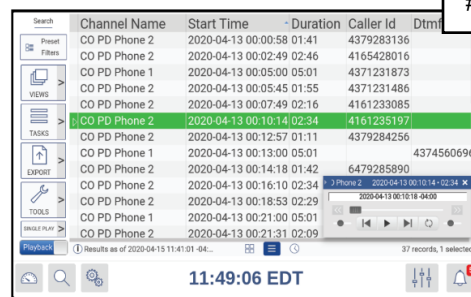 #
Search
Channel Name Start Time Duration Caller Id Dtmf
Preset Filters
CO PD Phone 2 2020-04-13 00:00:58 01:41 4379283136
CO PD Phone 2 2020-04-13 00:02:49 02:46 4165428016
CO PD Phone 1 2020-04-13 00:05:00 05:01 4371231873
CO PD Phone 2 2020-04-13 00:05:45 01:55 4371231486
VIEWS
CO PD Phone 2 2020-04-13 00:07:49 02:16 4161233085
CO PD Phone 2 2020-04-13 00:10:14 02:34 4161235197
TASKS
CO PD Phone 2 2020-04-13 00:12:57 01:11 4379284256
CO PD Phone 1 2020-04-13 00:13:00 05:01 4374560696
EXPORT
CO PD Phone 2 2020-04-13 00:14:18 01:42 6479285890
CO PD Phone 2 2020-04-13 00:16:10 02:34
Phone 2 2020-04-13 00:10:14 - 02:34 ×
2020-04-13 00:10:18 -04:00
TOOLS
CO PD Phone 2 2020-04-13 00:18:53 02:29
CO PD Phone 1 2020-04-13 00:21:00 05:01
SINGLE PLAY
CO PD Phone 2 2020-04-13 00:21:31 02:09
Playback
Results as of 2020-04-15 11:41:01 -04:...
37 records, 1 selected
11:49:06 EDT